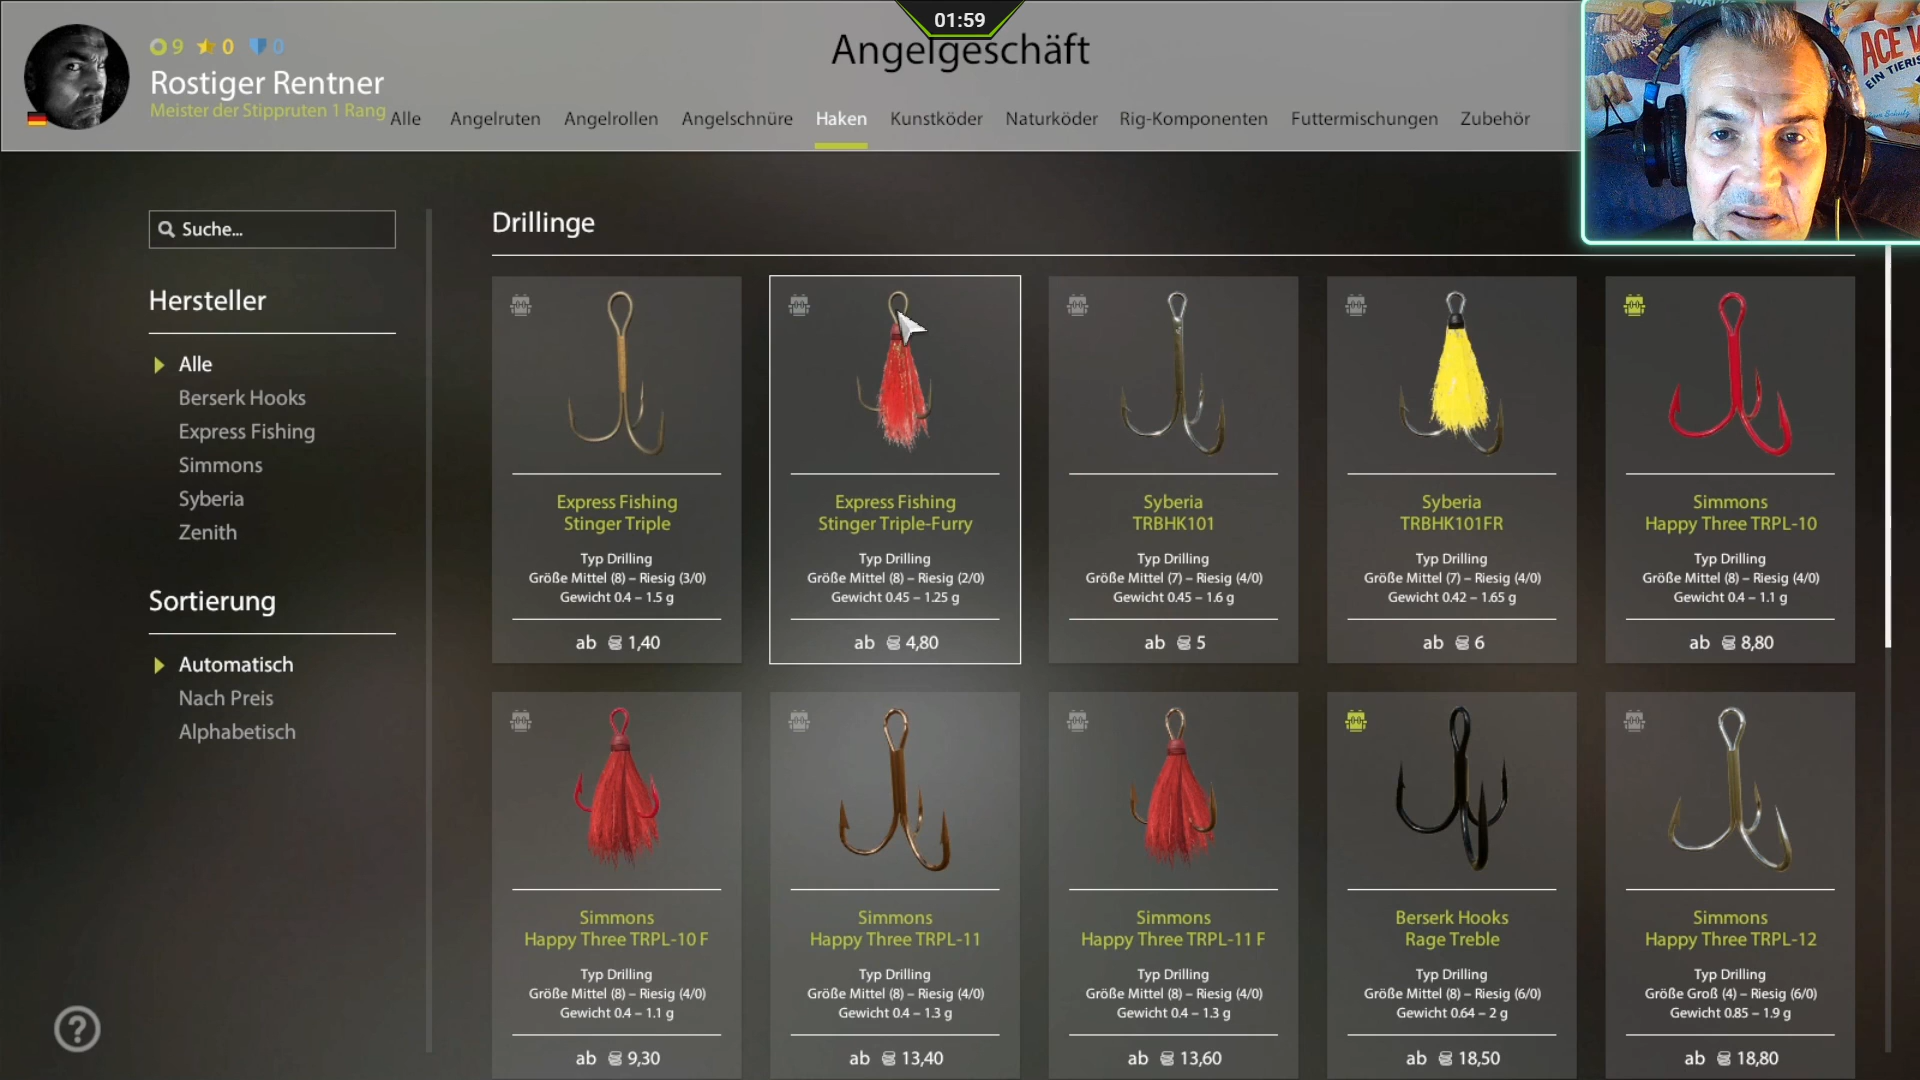 01:59
9 0 0
Rostiger Rentner
Meister der Stippruten 1 Rang
Angelgeschäft
Alle Angelruten Angelrollen Angelschnüre Haken Kunstköder Naturköder Rig-Komponenten Futtermischungen Zubehör
ACE V
EIN TIERIS
Suche...
Hersteller
Alle
Berserk Hooks
Express Fishing
Simmons
Syberia
Zenith
Sortierung
Automatisch
Nach Preis
Alphabetisch
Drillinge
Express Fishing
Stinger Triple
Typ Drilling
Größe Mittel (8) – Riesig (3/0)
Gewicht 0.4 – 1.5 g
ab 1,40
Express Fishing
Stinger Triple-Furry
Typ Drilling
Größe Mittel (8) – Riesig (2/0)
Gewicht 0.45 – 1.25 g
ab 4,80
Syberia
TRBHK101
Typ Drilling
Größe Mittel (7) – Riesig (4/0)
Gewicht 0.45 – 1.6 g
ab 5
Syberia
TRBHK101FR
Typ Drilling
Größe Mittel (7) – Riesig (4/0)
Gewicht 0.42 – 1.65 g
ab 6
Simmons
Happy Three TRPL-10
Typ Drilling
Größe Mittel (8) – Riesig (4/0)
Gewicht 0.4 – 1.1 g
ab 8,80
Simmons
Happy Three TRPL-10 F
Typ Drilling
Größe Mittel (8) – Riesig (4/0)
Gewicht 0.4 – 1.1 g
ab 9,30
Simmons
Happy Three TRPL-11
Typ Drilling
Größe Mittel (8) – Riesig (4/0)
Gewicht 0.4 – 1.3 g
ab 13,40
Simmons
Happy Three TRPL-11 F
Typ Drilling
Größe Mittel (8) – Riesig (4/0)
Gewicht 0.4 – 1.3 g
ab 13,60
Berserk Hooks
Rage Treble
Typ Drilling
Größe Mittel (8) – Riesig (6/0)
Gewicht 0.64 – 2 g
ab 18,50
Simmons
Happy Three TRPL-12
Typ Drilling
Größe Groß (4) – Riesig (6/0)
Gewicht 0.85 – 1.9 g
ab 18,80
?